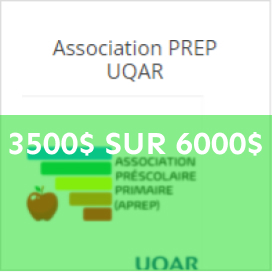 Association PREP
UQAR
3500$ SUR 6000$
ASSOCIATION
PRÉSCOLAIRE
PRIMAIRE
(APREP)
UQAR